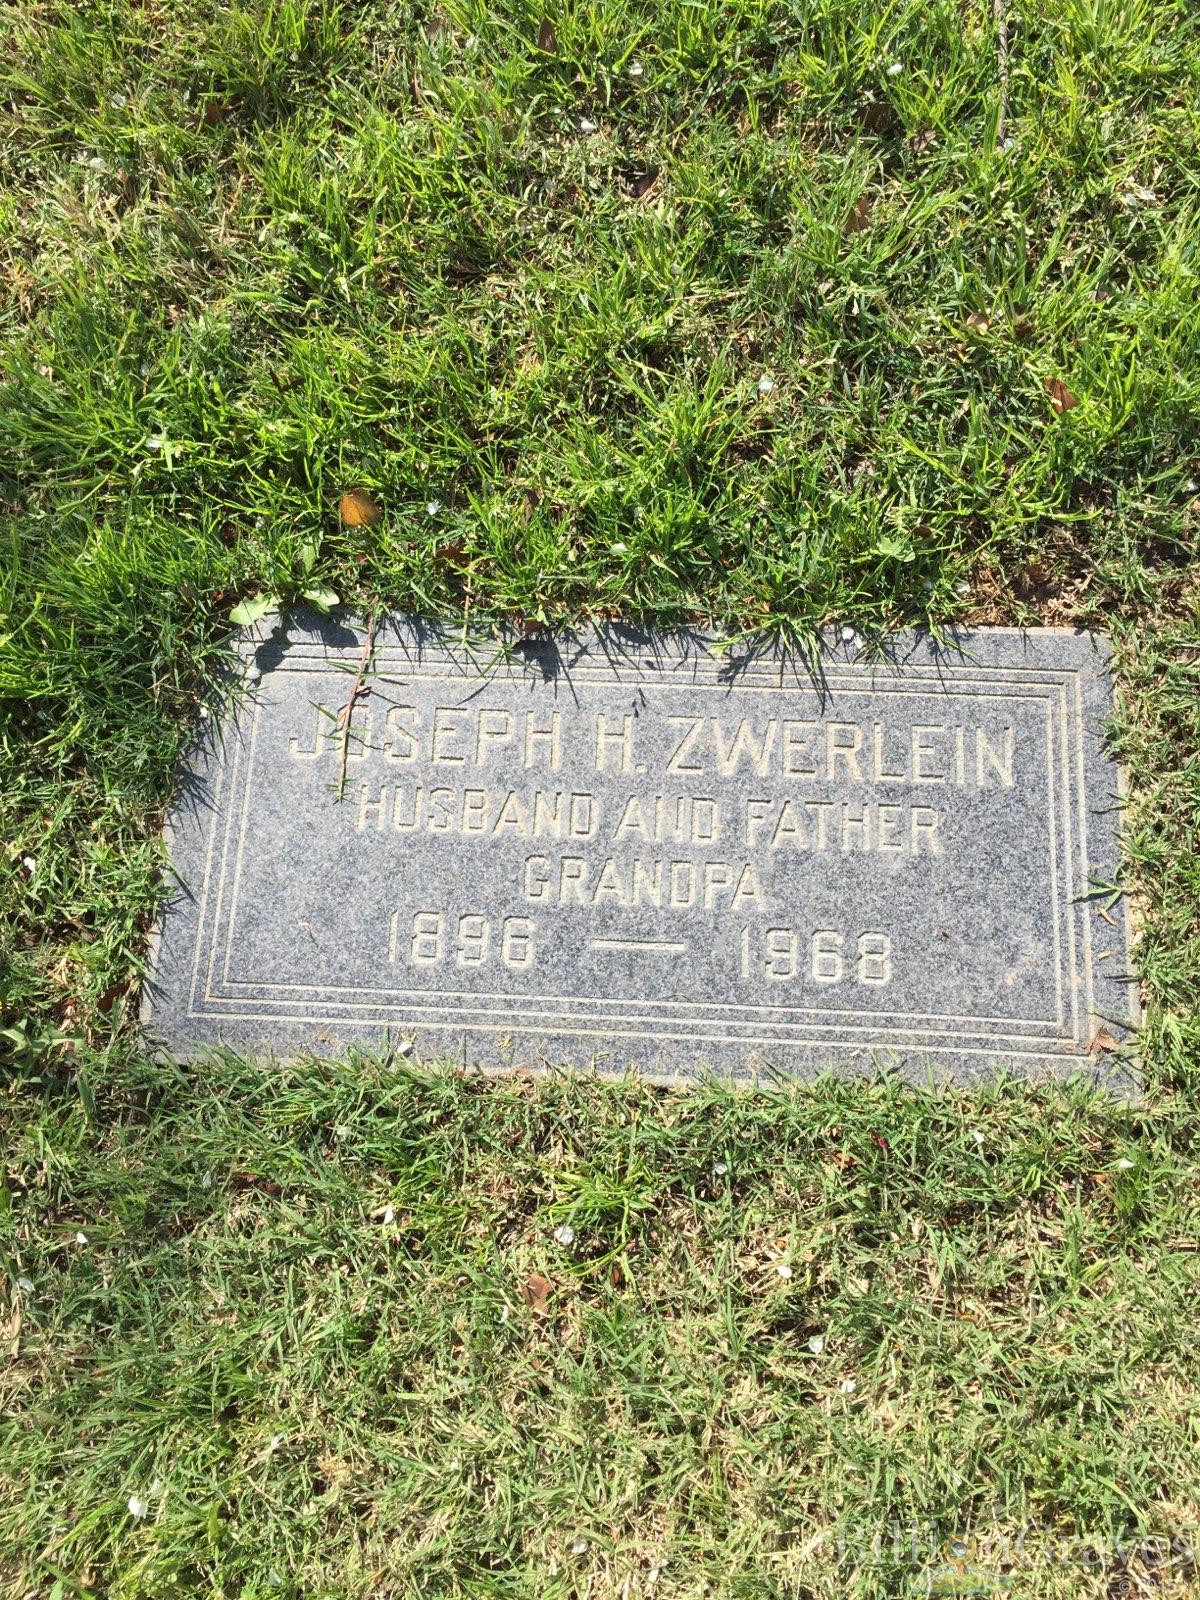 JOSEPH H. ZWERLEIN
HUSBAND AND FATHER
GRANDPA
1896 — 1968
BillionGraves